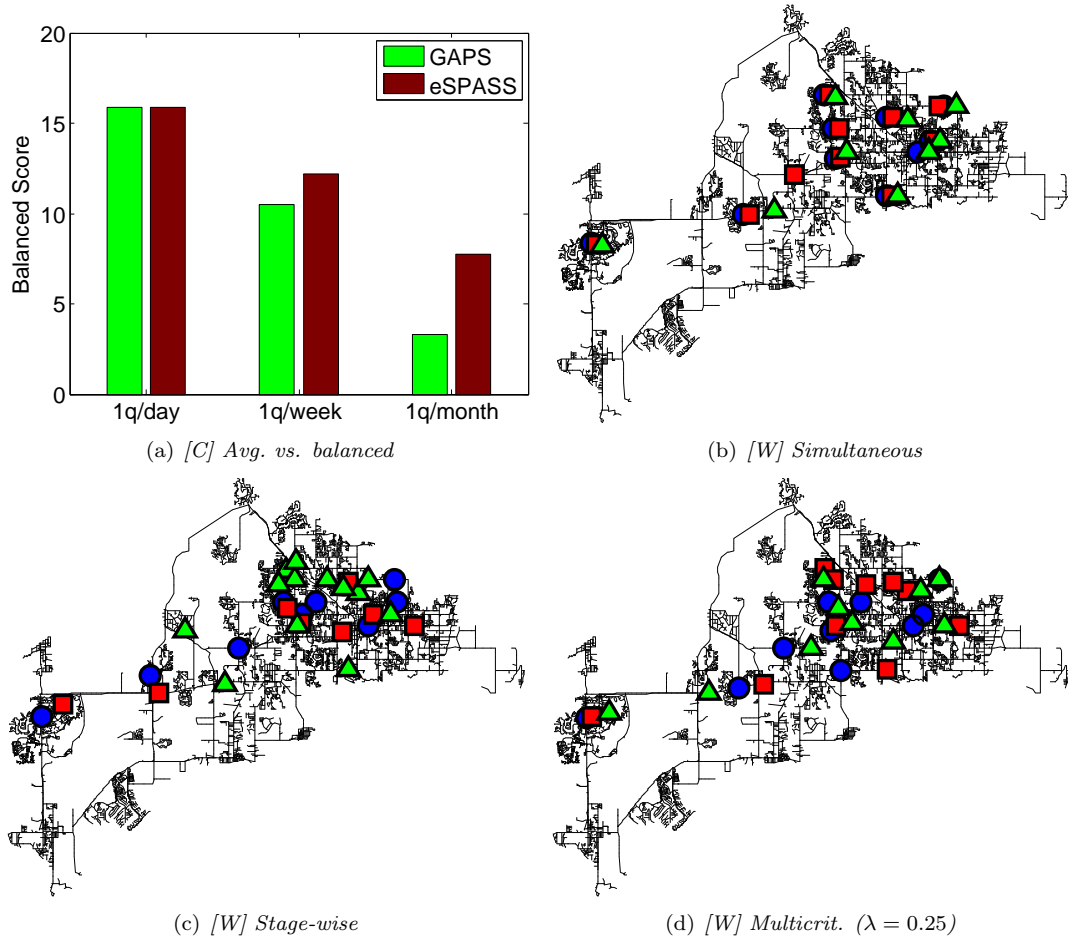 20
15
10
5
0
Balanced Score
GAPS
eSPASS
1q/day
1q/week
1q/month
(a) [C] Avg. vs. balanced
(b) [W] Simultaneous
(c) [W] Stage-wise
(d) [W] Multicrit. (λ = 0.25)